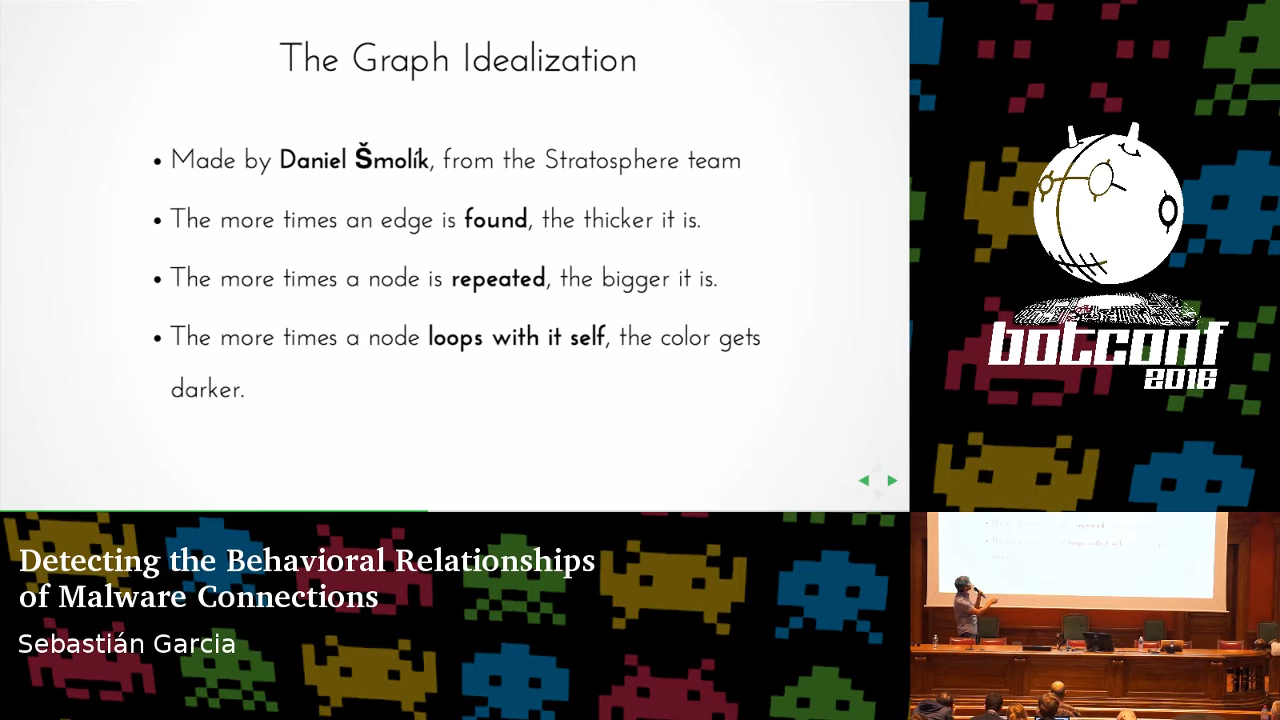 The Graph Idealization
• Made by Daniel Šmolík, from the Stratosphere team
• The more times an edge is found, the thicker it is.
• The more times a node is repeated, the bigger it is.
• The more times a node loops with it self, the color gets
darker.
botconf
2016
Detecting the Behavioral Relationships
of Malware Connections
Sebastián Garcia